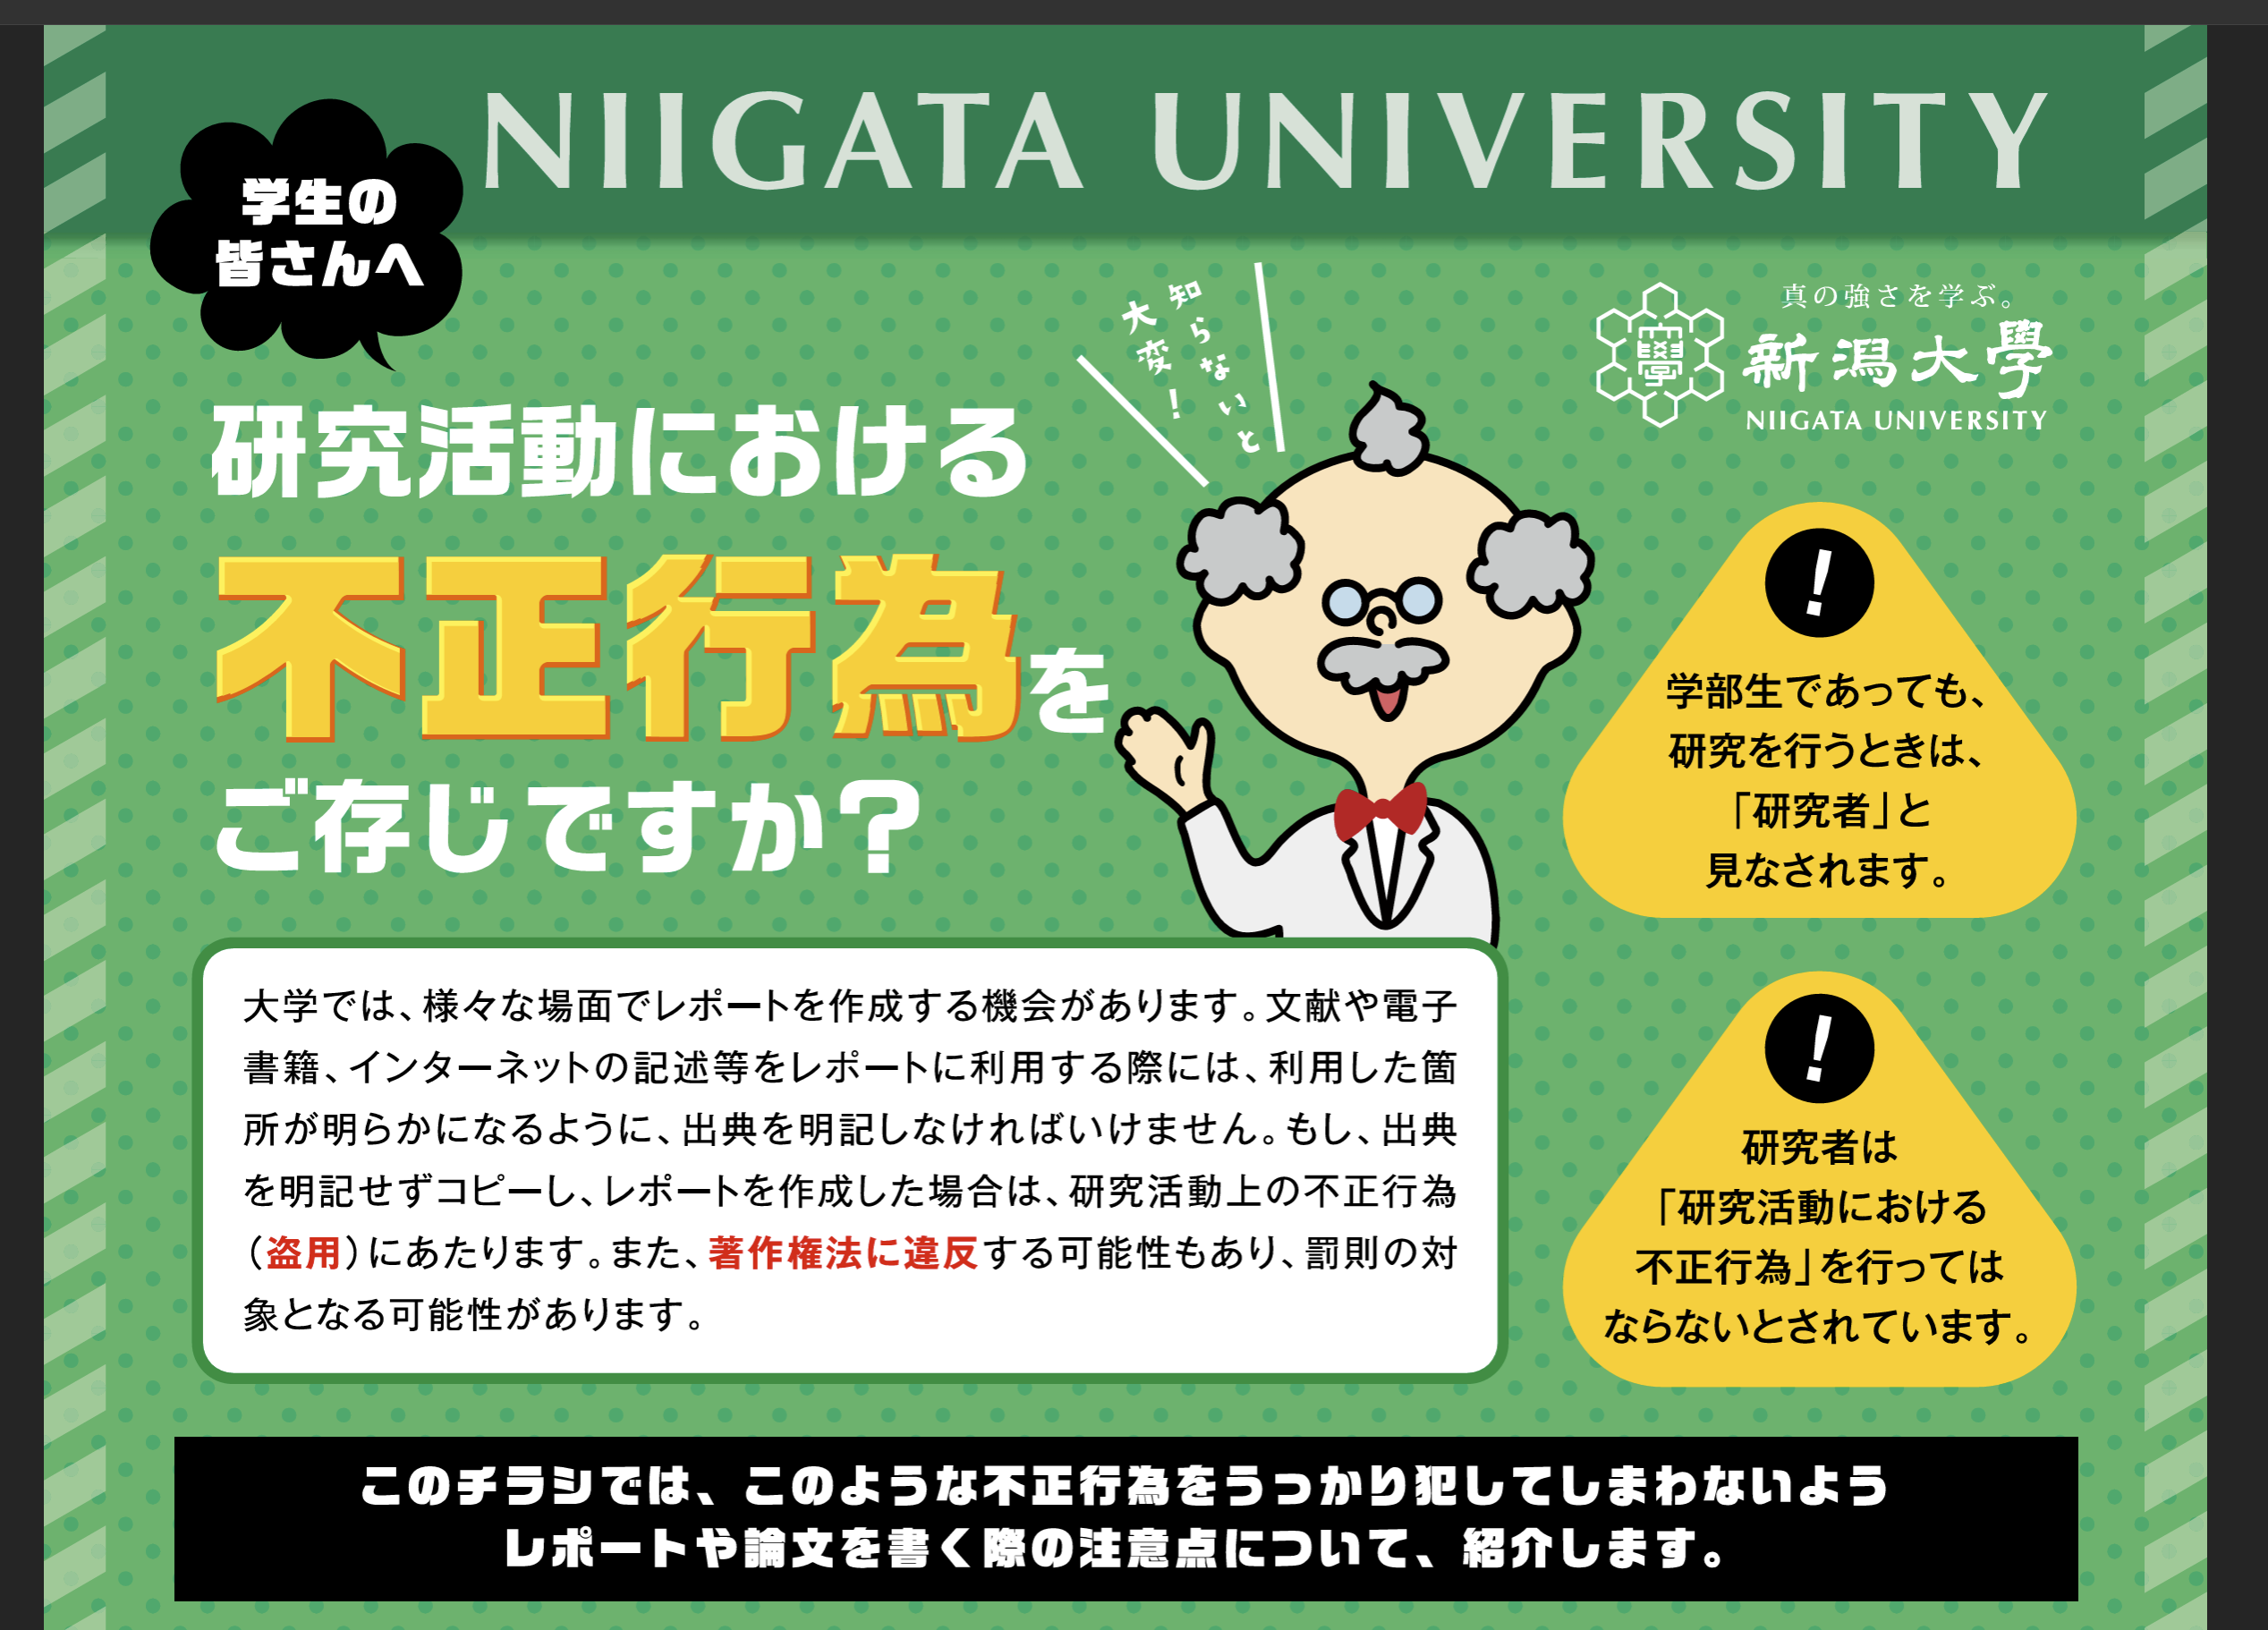 NIIGATA UNIVERSITY
学生の
皆さんへ
知らないと
大変！
真の強さを学ぶ。
新潟大學
NIIGATA UNIVERSITY
研究活動における
不正行為を
ご存じですか？
！
学部生であっても、
研究を行うときは、
「研究者」と
見なされます。
大学では、様々な場面でレポートを作成する機会があります。文献や電子
書籍、インターネットの記述等をレポートに利用する際には、利用した箇
所が明らかになるように、出典を明記しなければいけません。もし、出典
を明記せずコピーし、レポートを作成した場合は、研究活動上の不正行為
（盗用）にあたります。また、著作権法に違反する可能性もあり、罰則の対
象となる可能性があります。
！
研究者は
「研究活動における
不正行為」を行っては
ならないとされています。
このチラシでは、このような不正行為をうっかり犯してしまわないよう
レポートや論文を書く際の注意点について、紹介します。